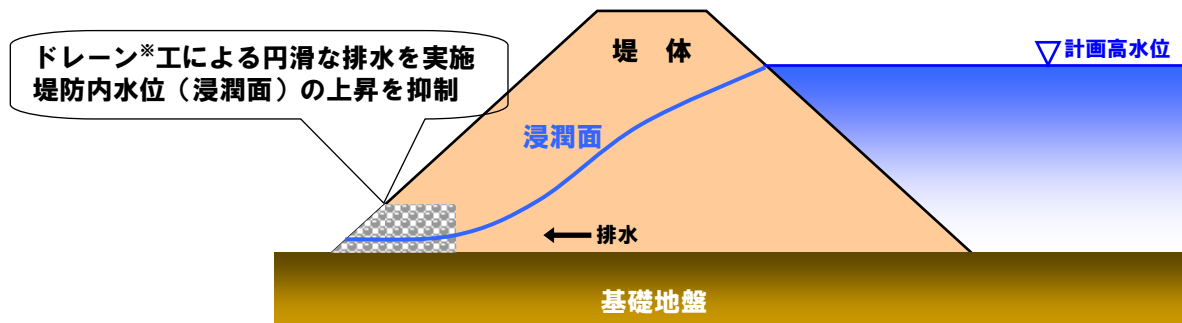 ドレーン※工による円滑な排水を実施
堤防内水位（浸潤面）の上昇を抑制
堤　体
計画高水位
浸潤面
排水
基礎地盤